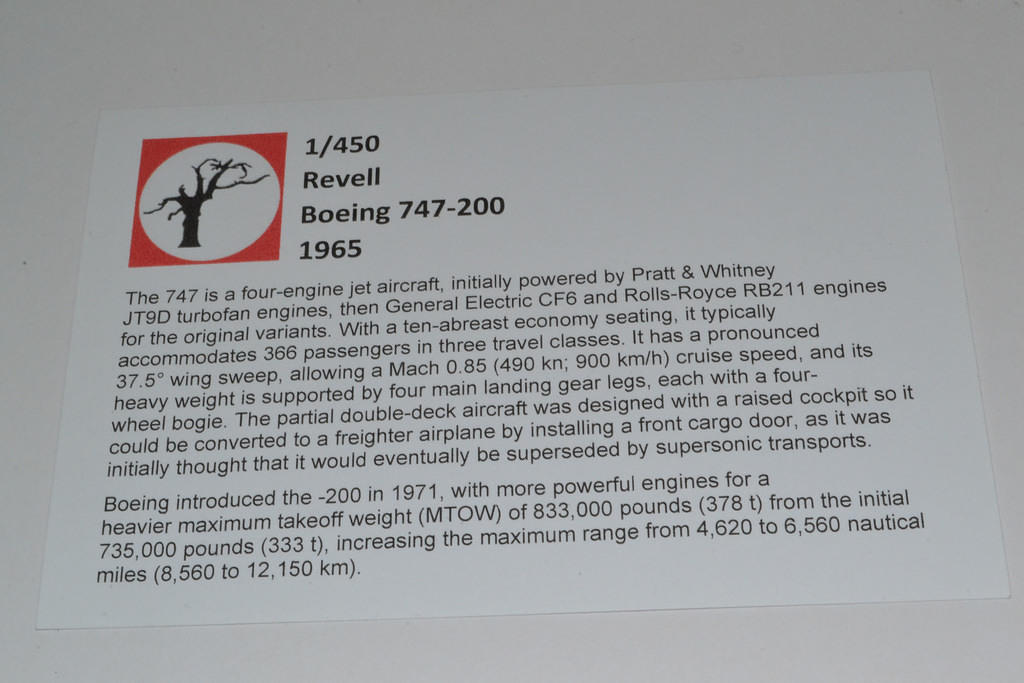 1/450
Revell
Boeing 747-200
1965
The 747 is a four-engine jet aircraft, initially powered by Pratt & Whitney
JT9D turbofan engines, then General Electric CF6 and Rolls-Royce RB211 engines
for the original variants. With a ten-abreast economy seating, it typically
accommodates 366 passengers in three travel classes. It has a pronounced
37.5° wing sweep, allowing a Mach 0.85 (490 kn; 900 km/h) cruise speed, and its
heavy weight is supported by four main landing gear legs, each with a four-
wheel bogie. The partial double-deck aircraft was designed with a raised cockpit so it
could be converted to a freighter airplane by installing a front cargo door, as it was
initially thought that it would eventually be superseded by supersonic transports.
Boeing introduced the -200 in 1971, with more powerful engines for a
heavier maximum takeoff weight (MTOW) of 833,000 pounds (378 t) from the initial
735,000 pounds (333 t), increasing the maximum range from 4,620 to 6,560 nautical
miles (8,560 to 12,150 km).